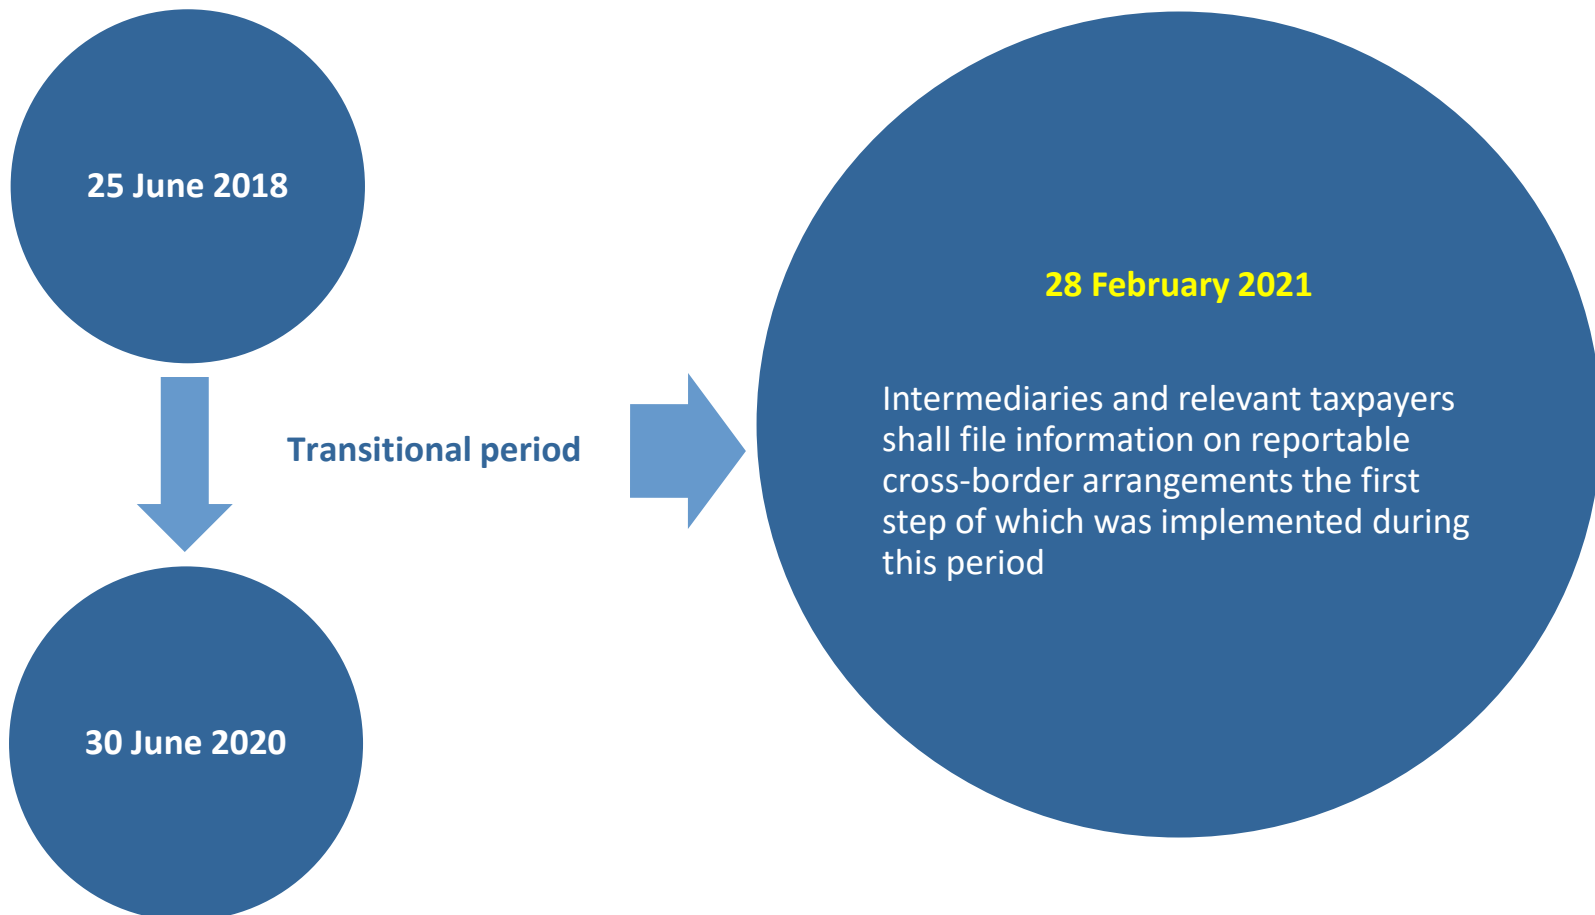 25 June 2018
Transitional period
30 June 2020
28 February 2021
Intermediaries and relevant taxpayers
shall file information on reportable
cross-border arrangements the first
step of which was implemented during
this period